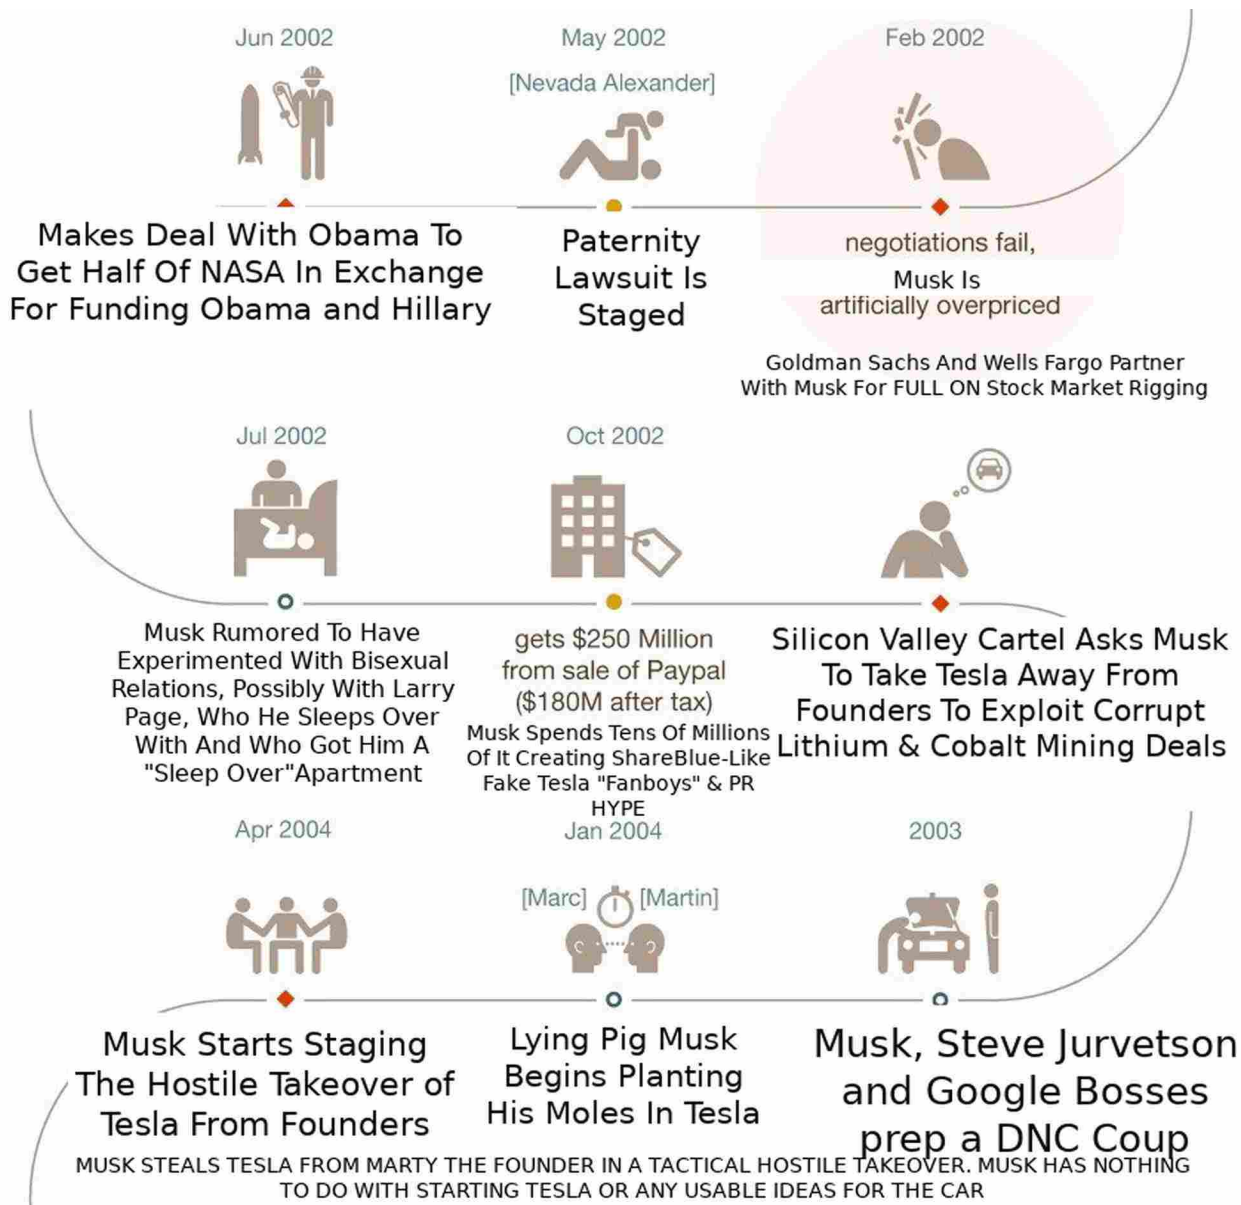 Jun 2002
May 2002
Feb 2002
[Nevada Alexander]
Makes Deal With Obama To
Get Half Of NASA In Exchange
For Funding Obama and Hillary
Paternity
Lawsuit Is
Staged
negotiations fail,
Musk Is
artificially overpriced
Goldman Sachs And Wells Fargo Partner
With Musk For FULL ON Stock Market Rigging
Jul 2002
Oct 2002
Musk Rumored To Have
Experimented With Bisexual
Relations, Possibly With Larry
Page, Who He Sleeps Over
With And Who Got Him A
"Sleep Over"Apartment
gets $250 Million
from sale of Paypal
($180M after tax)
Musk Spends Tens Of Millions
Of It Creating ShareBlue-Like
Fake Tesla "Fanboys" & PR
HYPE
Silicon Valley Cartel Asks Musk
To Take Tesla Away From
Founders To Exploit Corrupt
Lithium & Cobalt Mining Deals
Apr 2004
Jan 2004
2003
[Marc]
[Martin]
Musk Starts Staging
The Hostile Takeover of
Tesla From Founders
Lying Pig Musk
Begins Planting
His Moles In Tesla
Musk, Steve Jurvetson
and Google Bosses
prep a DNC Coup
MUSK STEALS TESLA FROM MARTY THE FOUNDER IN A TACTICAL HOSTILE TAKEOVER. MUSK HAS NOTHING
TO DO WITH STARTING TESLA OR ANY USABLE IDEAS FOR THE CAR